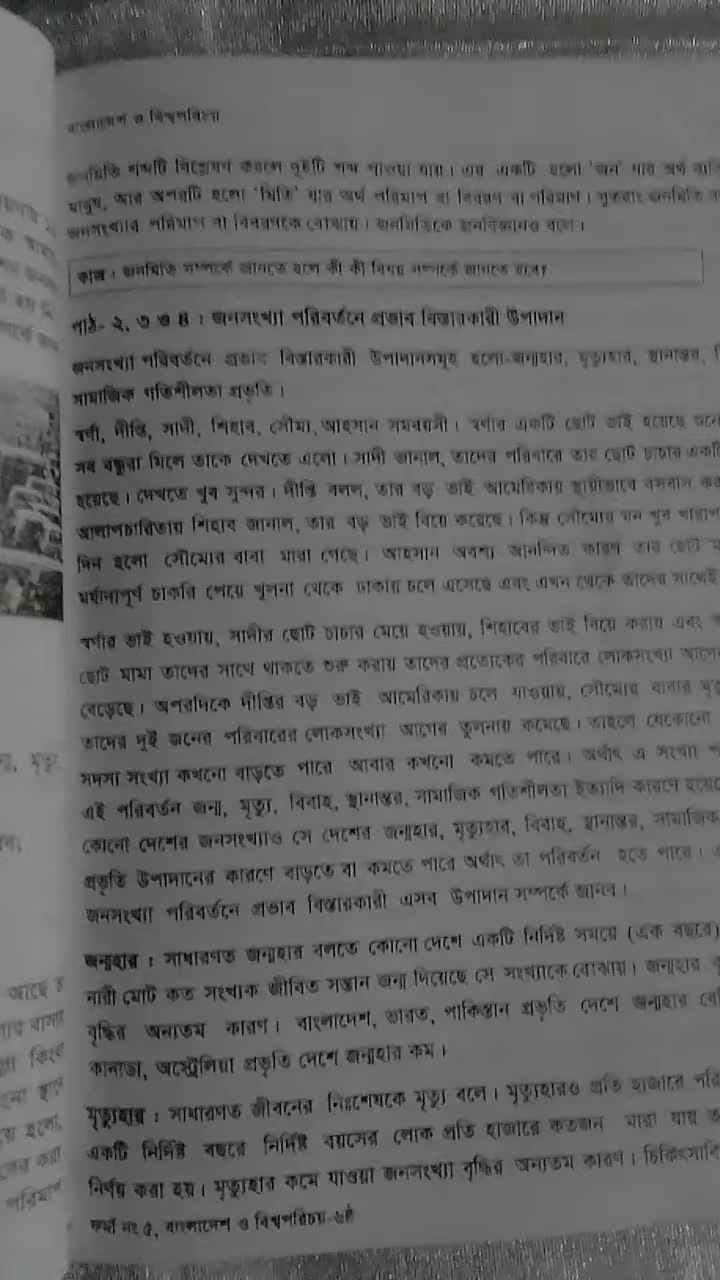 বাংলাদেশ ও বিশ্বপরিচয়
জনমিতি শব্দটি বিশ্লেষণ করলে দুইটি শব্দ পাওয়া যায়। এর একটি হলো 'জন' যার অর্থ
মানুষ, আর অপরটি হলো 'মিতি' যার অর্থ পরিমাপ বা বিবরণ বা পরিমাণ। সুতরাং জনমিতি
জনসংখ্যার পরিমাপ বা বিবরণকে বোঝায়। জনমিতিকে জনবিজ্ঞানও বলে।
কাজ : জনমিতি সম্পর্কে জানতে হলে কী কী বিষয় সম্পর্কে জানতে হবে?
পাঠ- ২, ৩ ও ৪ : জনসংখ্যা পরিবর্তনে প্রভাব বিস্তারকারী উপাদান
জনসংখ্যা পরিবর্তনে প্রভাব বিস্তারকারী উপাদানসমূহ হলো-জন্মহার, মৃত্যুহার, স্থানান্তর,
সামাজিক গতিশীলতা প্রভৃতি।
স্বর্ণা, দীপ্তি, সাদী, শিহাব, সৌম্য, আহসান সমবয়সী। স্বর্ণার একটি ছোট ভাই হয়েছে
সব বন্ধুরা মিলে তাকে দেখতে এলো। সাদী জানাল, তাদের পরিবারে তার ছোট চাচার
হয়েছে। দেখতে খুব সুন্দর। দীপ্তি বলল, তার বড় ভাই আমেরিকায় স্থায়ীভাবে বসবাস
আলাপচারিতায় শিহাব জানাল, তার বড় ভাই বিয়ে করেছে। কিন্তু সৌম্যের মন খুব
দিন হলো সৌম্যের বাবা মারা গেছে। আহসান অবশ্য আনন্দিত কারণ তার ছোট
মর্যাদাপূর্ণ চাকরি পেয়ে খুলনা থেকে ঢাকায় চলে এসেছে এবং এখন থেকে তাদের সাথেই
স্বর্ণার ভাই হওয়ায়, সাদীর ছোট চাচার মেয়ে হওয়ায়, শিহাবের ভাই বিয়ে করায় এবং
ছোট মামা তাদের সাথে থাকতে শুরু করায় তাদের প্রত্যেকের পরিবারে লোকসংখ্যা
বেড়েছে। অপরদিকে দীপ্তির বড় ভাই আমেরিকায় চলে যাওয়ায়, সৌম্যের বাবার
তাদের দুই জনের পরিবারের লোকসংখ্যা আগের তুলনায় কমেছে। তাহলে যেকোনো
সদস্য সংখ্যা কখনো বাড়তে পারে আবার কখনো কমতে পারে। অর্থাৎ এ সংখ্যা
এই পরিবর্তন জন্ম, মৃত্যু, বিবাহ, স্থানান্তর, সামাজিক গতিশীলতা ইত্যাদি কারণে
কোনো দেশের জনসংখ্যাও সে দেশের জন্মহার, মৃত্যুহার, বিবাহ, স্থানান্তর, সামাজিক
প্রভৃতি উপাদানের কারণে বাড়তে বা কমতে পারে অর্থাৎ তা পরিবর্তন হতে পারে।
জনসংখ্যা পরিবর্তনে প্রভাব বিস্তারকারী এসব উপাদান সম্পর্কে জানব।
জন্মহার : সাধারণত জন্মহার বলতে কোনো দেশে একটি নির্দিষ্ট সময়ে (এক বছরে)
নারী মোট কত সংখ্যক জীবিত সন্তান জন্ম দিয়েছে সে সংখ্যাকে বোঝায়। জন্মহার
বৃদ্ধির অন্যতম কারণ। বাংলাদেশ, ভারত, পাকিস্তান প্রভৃতি দেশে জন্মহার
কানাডা, অস্ট্রেলিয়া প্রভৃতি দেশে জন্মহার কম।
মৃত্যুহার : সাধারণত জীবনের নিঃশেষকে মৃত্যু বলে। মৃত্যুহারও প্রতি হাজারে
একটি নির্দিষ্ট বছরে নির্দিষ্ট বয়সের লোক প্রতি হাজারে কতজন মারা যায়
নির্ণয় করা হয়। মৃত্যুহার কমে যাওয়া জনসংখ্যা বৃদ্ধির অন্যতম কারণ।
ফর্মা নং ৫, বাংলাদেশ ও বিশ্বপরিচয়-৬ষ্ঠ